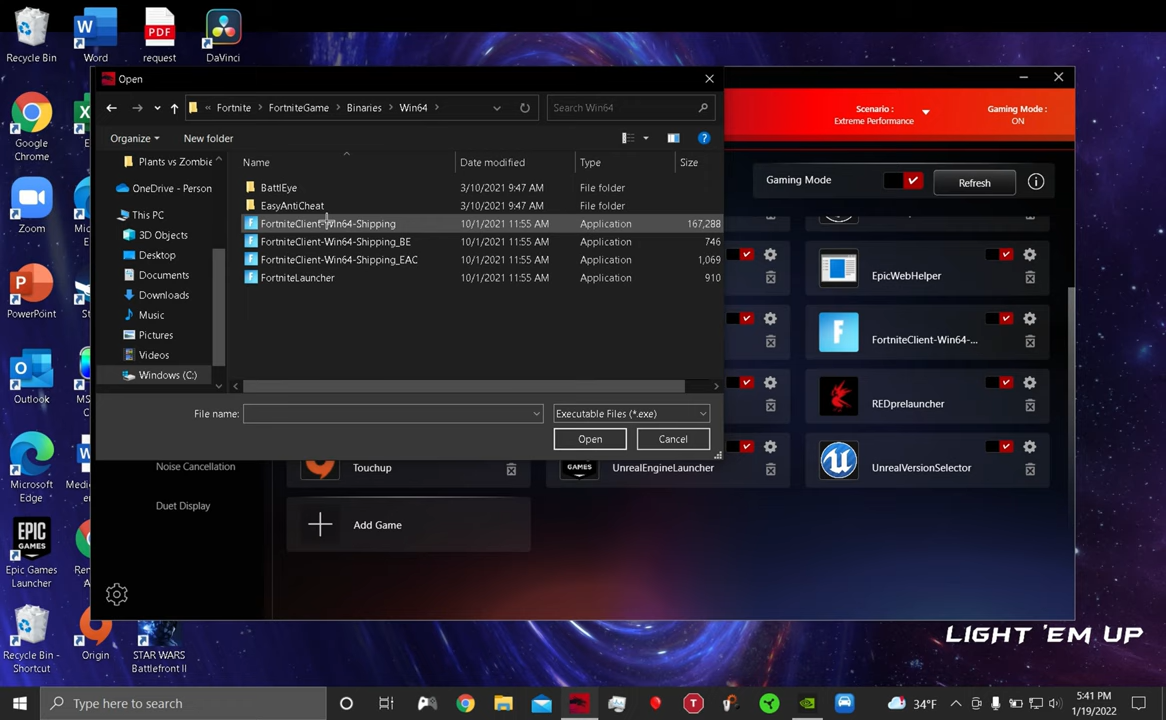 Recycle Bin
Word
request
DaVinci
Open
Fortnite
FortniteGame
Binaries
Win64
Search Win64
Scenario :
Extreme Performance
Gaming Mode :
ON
Organize
New folder
Google Chrome
Plants vs Zombie
OneDrive - Person
This PC
3D Objects
Desktop
Documents
Downloads
Music
Pictures
Videos
Windows (C:)
Name
Date modified
Type
Size
BattlEye
3/10/2021 9:47 AM
File folder
EasyAntiCheat
3/10/2021 9:47 AM
File folder
FortniteClient-Win64-Shipping
10/1/2021 11:55 AM
Application
167,288
FortniteClient-Win64-Shipping_BE
10/1/2021 11:55 AM
Application
746
FortniteClient-Win64-Shipping_EAC
10/1/2021 11:55 AM
Application
1,069
FortniteLauncher
10/1/2021 11:55 AM
Application
910
Gaming Mode
Refresh
Zoom
EpicWebHelper
PowerPoint
FortniteClient-Win64-...
Outlook
REDprelauncher
File name:
Executable Files (*.exe)
Open
Cancel
Noise Cancellation
Touchup
GAMES
UnrealEngineLauncher
UnrealVersionSelector
Microsoft Edge
Duet Display
Add Game
EPIC GAMES
Epic Games Launcher
Recycle Bin - Shortcut
Origin
STAR WARS Battlefront II
LIGHT 'EM UP
Type here to search
34°F
5:41 PM
1/19/2022